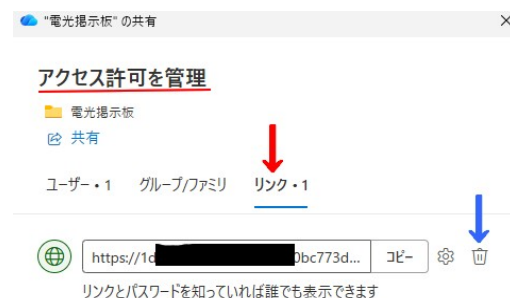 "電光掲示板" の共有
アクセス許可を管理
電光掲示板
共有
ユーザー・1 グループ/ファミリ リンク・1
https://1d 0bc773d... コピー
リンクとパスワードを知っていれば誰でも表示できます